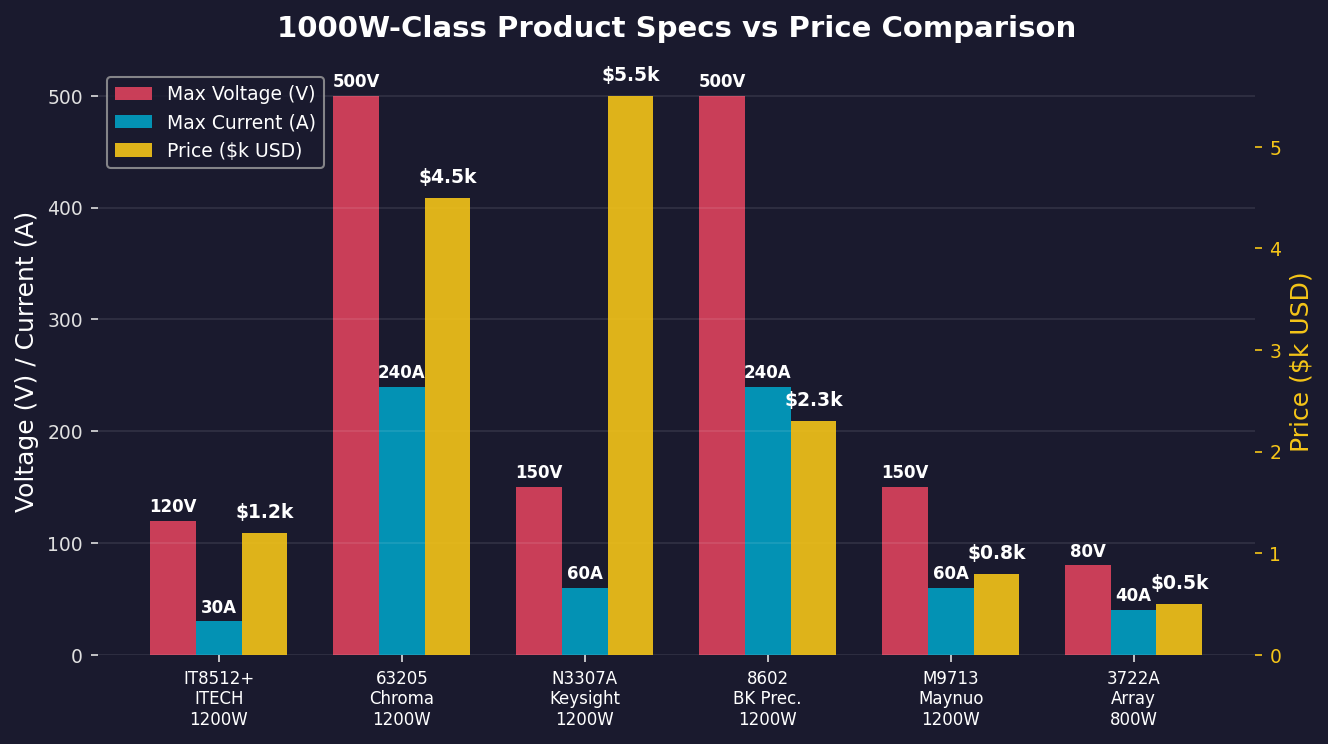 1000W-Class Product Specs vs Price Comparison
Max Voltage (V)
Max Current (A)
Price ($k USD)
Voltage (V) / Current (A)
500
400
300
200
100
0
120V
30A
$1.2k
500V
240A
$4.5k
150V
60A
$5.5k
500V
240A
$2.3k
150V
60A
$0.8k
80V
40A
$0.5k
5
4
3
2
1
0
Price ($k USD)
IT8512+
ITECH
1200W
63205
Chroma
1200W
N3307A
Keysight
1200W
8602
BK Prec.
1200W
M9713
Maynuo
1200W
3722A
Array
800W